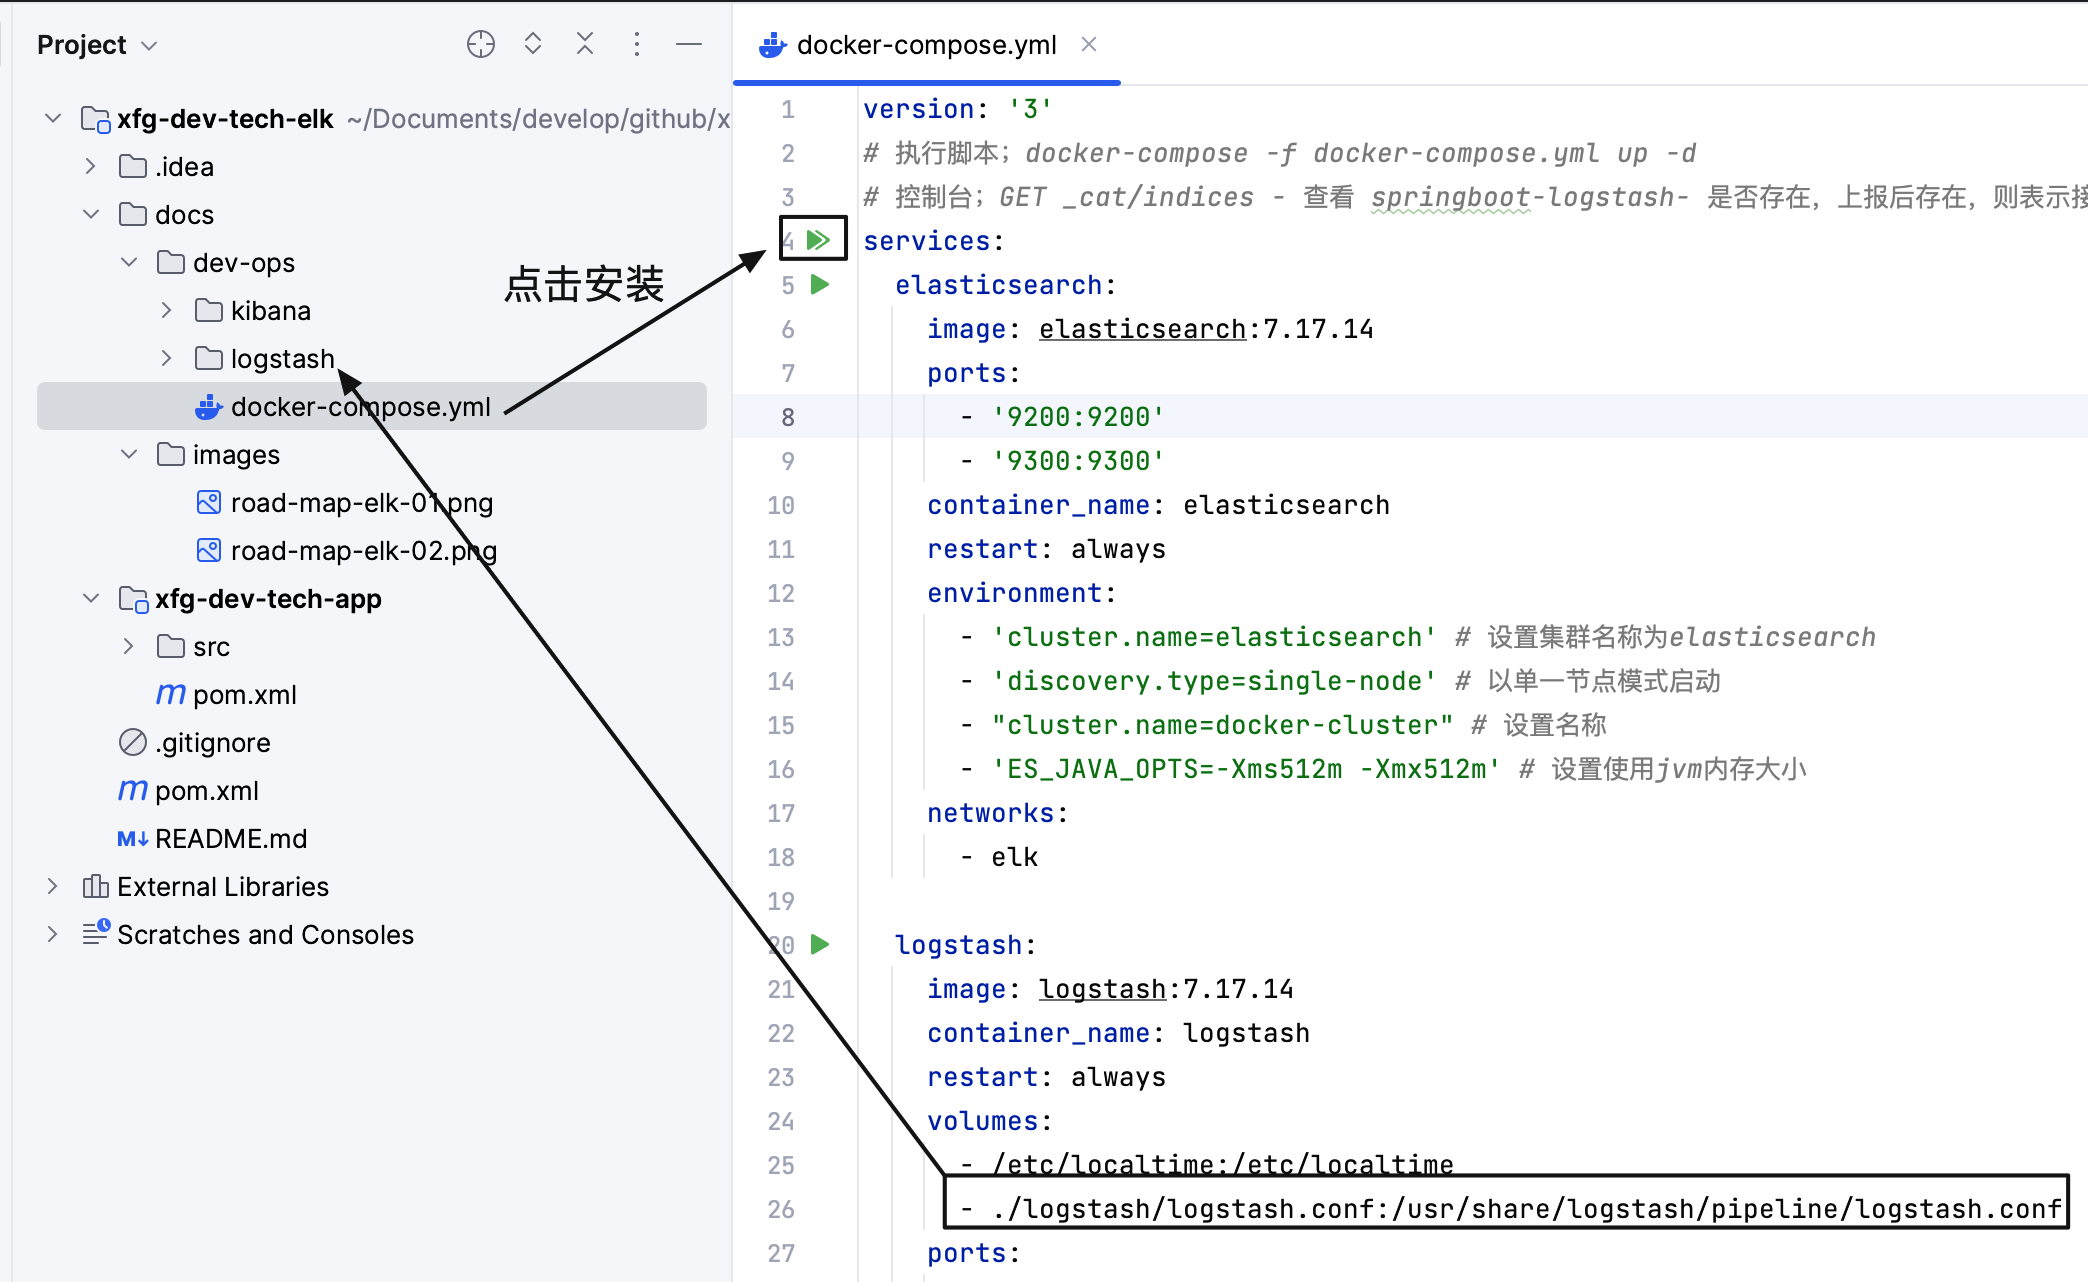 Project
xfg-dev-tech-elk ~/Documents/develop/github/x
.idea
docs
dev-ops
kibana
logstash
docker-compose.yml
images
road-map-elk-01.png
road-map-elk-02.png
xfg-dev-tech-app
src
m pom.xml
.gitignore
m pom.xml
M↓ README.md
External Libraries
Scratches and Consoles
点击安装
docker-compose.yml
1 version: '3'
2 # 执行脚本；docker-compose -f docker-compose.yml up -d
3 # 控制台；GET _cat/indices - 查看 springboot-logstash- 是否存在，上报后存在，则表示接
4 services:
5 elasticsearch:
6 image: elasticsearch:7.17.14
7 ports:
8 - '9200:9200'
9 - '9300:9300'
10 container_name: elasticsearch
11 restart: always
12 environment:
13 - 'cluster.name=elasticsearch' # 设置集群名称为elasticsearch
14 - 'discovery.type=single-node' # 以单一节点模式启动
15 - "cluster.name=docker-cluster" # 设置名称
16 - 'ES_JAVA_OPTS=-Xms512m -Xmx512m' # 设置使用jvm内存大小
17 networks:
18 - elk
19
20 logstash:
21 image: logstash:7.17.14
22 container_name: logstash
23 restart: always
24 volumes:
25 - /etc/localtime:/etc/localtime
26 - ./logstash/logstash.conf:/usr/share/logstash/pipeline/logstash.conf
27 ports: